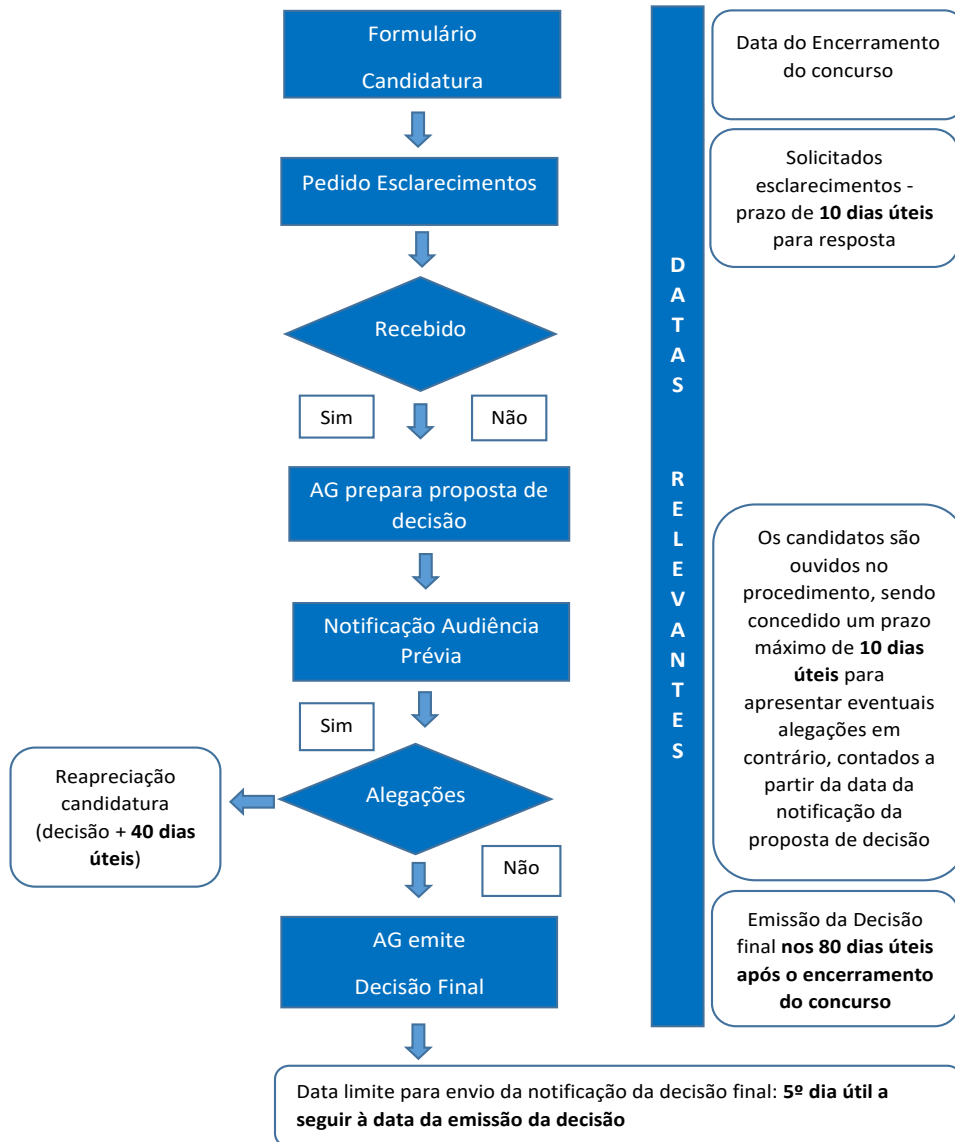 Formulário
Candidatura
Data do Encerramento
do concurso
Pedido Esclarecimentos
Solicitados
esclarecimentos -
prazo de 10 dias úteis
para resposta
Recebido
Sim
Não
AG prepara proposta de
decisão
Notificação Audiência
Prévia
Sim
Alegações
Reapreciação
candidatura
(decisão + 40 dias
úteis)
Não
AG emite
Decisão Final
DATAS RELEVANTES
Os candidatos são
ouvidos no
procedimento, sendo
concedido um prazo
máximo de 10 dias
úteis para
apresentar eventuais
alegações em
contrário, contados a
partir da data da
notificação da
proposta de decisão
Emissão da Decisão
final nos 80 dias úteis
após o encerramento
do concurso
Data limite para envio da notificação da decisão final: 5º dia útil a
seguir à data da emissão da decisão